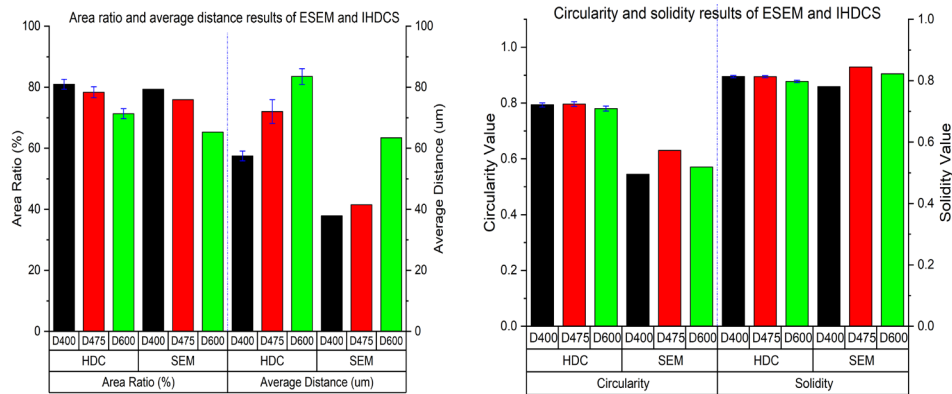 Area ratio and average distance results of ESEM and IHDCS
100
80
60
40
20
0
Area Ratio (%)
100
80
60
40
20
0
Average Distance (um)
D400 D475 D600 D400 D475 D600 D400 D475 D600 D400 D475 D600
HDC SEM HDC SEM
Area Ratio (%) Average Distance (um)
Circularity and solidity results of ESEM and IHDCS
1.0
0.8
0.6
0.4
0.2
0.0
Circularity Value
1.0
0.8
0.6
0.4
0.2
0.0
Solidity Value
D400 D475 D600 D400 D475 D600 D400 D475 D600 D400 D475 D600
HDC SEM HDC SEM
Circularity Solidity